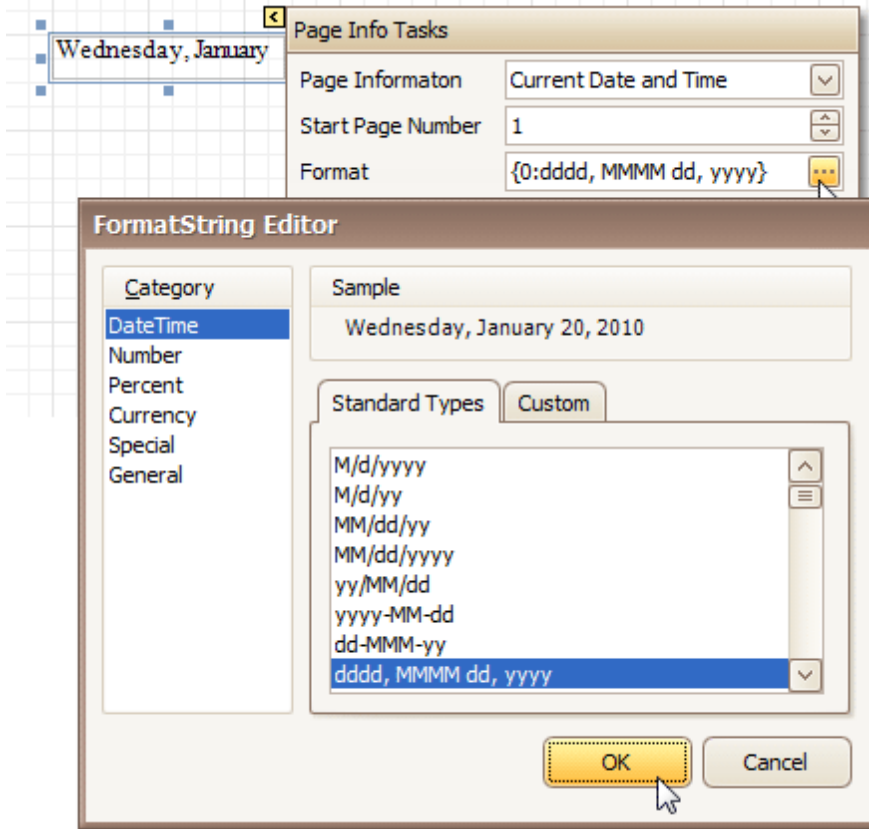 Wednesday, January
Page Info Tasks
Page Informaton Current Date and Time
Start Page Number 1
Format {0:dddd, MMMM dd, yyyy}
FormatString Editor
Category
DateTime
Number
Percent
Currency
Special
General
Sample
Wednesday, January 20, 2010
Standard Types Custom
M/d/yyyy
M/d/yy
MM/dd/yy
MM/dd/yyyy
yy/MM/dd
yyyy-MM-dd
dd-MMM-yy
dddd, MMMM dd, yyyy
OK Cancel